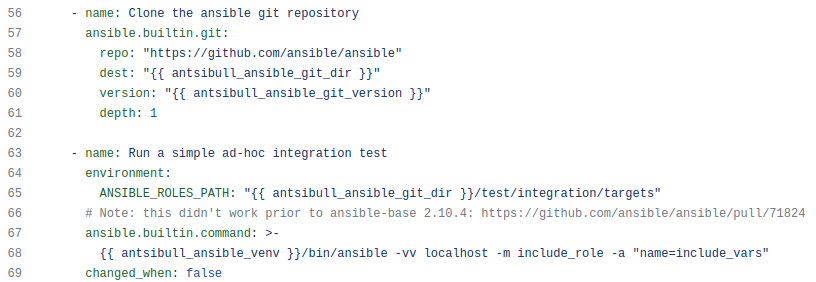 56 - name: Clone the ansible git repository
57 ansible.builtin.git:
58 repo: "https://github.com/ansible/ansible"
59 dest: "{{ antsibull_ansible_git_dir }}"
60 version: "{{ antsibull_ansible_git_version }}"
61 depth: 1
62
63 - name: Run a simple ad-hoc integration test
64 environment:
65 ANSIBLE_ROLES_PATH: "{{ antsibull_ansible_git_dir }}/test/integration/targets"
66 # Note: this didn't work prior to ansible-base 2.10.4: https://github.com/ansible/ansible/pull/71824
67 ansible.builtin.command: >-
68 {{ antsibull_ansible_venv }}/bin/ansible -vv localhost -m include_role -a "name=include_vars"
69 changed_when: false